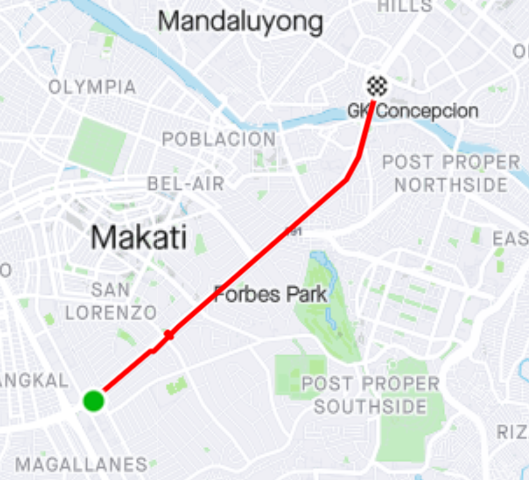 HILLS
Mandaluyong
OLYMPIA
GK Concepcion
POBLACION
POST PROPER
NORTHSIDE
BEL-AIR
Makati
EAS
SAN
LORENZO
Forbes Park
ANGKAL
POST PROPER
SOUTHSIDE
RIZ
MAGALLANES